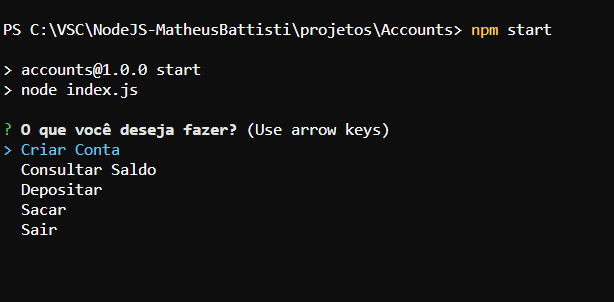 PS C:\VSC\NodeJS-MatheusBattisti\projetos\Accounts> npm start
> accounts@1.0.0 start
> node index.js
? O que você deseja fazer? (Use arrow keys)
> Criar Conta
Consultar Saldo
Depositar
Sacar
Sair